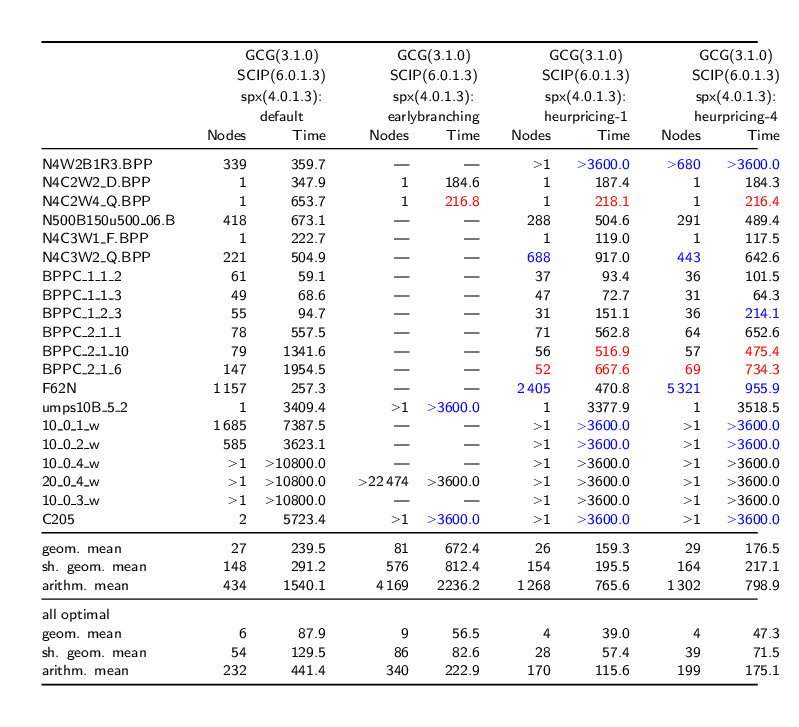 GCG(3.1.0) GCG(3.1.0) GCG(3.1.0) GCG(3.1.0)
SCIP(6.0.1.3) SCIP(6.0.1.3) SCIP(6.0.1.3) SCIP(6.0.1.3)
spx(4.0.1.3): spx(4.0.1.3): spx(4.0.1.3): spx(4.0.1.3):
default earlybranching heurpricing-1 heurpricing-4
Nodes Time Nodes Time Nodes Time Nodes Time
N4W2B1R3.BPP 339 359.7 — — >1 >3600.0 >680 >3600.0
N4C2W2_D.BPP 1 347.9 1 184.6 1 187.4 1 184.3
N4C2W4_Q.BPP 1 653.7 1 216.8 1 218.1 1 216.4
N500B150u500_06.B 418 673.1 — — 288 504.6 291 489.4
N4C3W1_F.BPP 1 222.7 — — 1 119.0 1 117.5
N4C3W2_Q.BPP 221 504.9 — — 688 917.0 443 642.6
BPPC_1_1_2 61 59.1 — — 37 93.4 36 101.5
BPPC_1_1_3 49 68.6 — — 47 72.7 31 64.3
BPPC_1_2_3 55 94.7 — — 31 151.1 36 214.1
BPPC_2_1_1 78 557.5 — — 71 562.8 64 652.6
BPPC_2_1_10 79 1341.6 — — 56 516.9 57 475.4
BPPC_2_1_6 147 1954.5 — — 52 667.6 69 734.3
F62N 1 157 257.3 — — 2 405 470.8 5 321 955.9
umps10B_5_2 1 3409.4 >1 >3600.0 1 3377.9 1 3518.5
10_0_1_w 1 685 7387.5 — — >1 >3600.0 >1 >3600.0
10_0_2_w 585 3623.1 — — >1 >3600.0 >1 >3600.0
10_0_4_w >1 >10800.0 — — >1 >3600.0 >1 >3600.0
20_0_4_w >1 >10800.0 >22 474 >3600.0 >1 >3600.0 >1 >3600.0
10_0_3_w >1 >10800.0 — — >1 >3600.0 >1 >3600.0
C205 2 5723.4 >1 >3600.0 >1 >3600.0 >1 >3600.0
geom. mean 27 239.5 81 672.4 26 159.3 29 176.5
sh. geom. mean 148 291.2 576 812.4 154 195.5 164 217.1
arithm. mean 434 1540.1 4 169 2236.2 1 268 765.6 1 302 798.9
all optimal
geom. mean 6 87.9 9 56.5 4 39.0 4 47.3
sh. geom. mean 54 129.5 86 82.6 28 57.4 39 71.5
arithm. mean 232 441.4 340 222.9 170 115.6 199 175.1